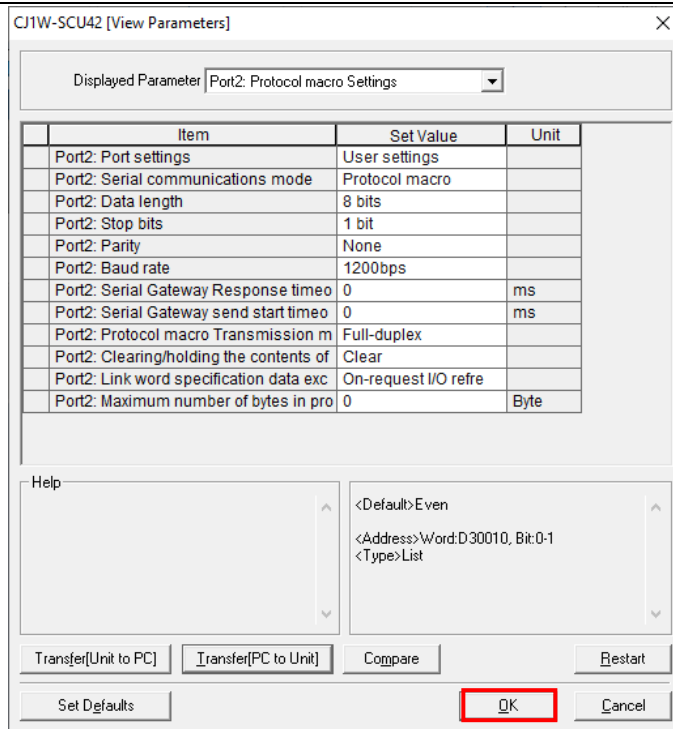 CJ1W-SCU42 [View Parameters]
Displayed Parameter Port2: Protocol macro Settings
Item Set Value Unit
Port2: Port settings User settings
Port2: Serial communications mode Protocol macro
Port2: Data length 8 bits
Port2: Stop bits 1 bit
Port2: Parity None
Port2: Baud rate 1200bps
Port2: Serial Gateway Response timeo 0 ms
Port2: Serial Gateway send start timeo 0 ms
Port2: Protocol macro Transmission m Full-duplex
Port2: Clearing/holding the contents of Clear
Port2: Link word specification data exc On-request I/O refre
Port2: Maximum number of bytes in pro 0 Byte
Help
<Default>Even
<Address>Word:D30010, Bit:0-1
<Type>List
Transfer[Unit to PC] Transfer[PC to Unit] Compare Restart
Set Defaults OK Cancel